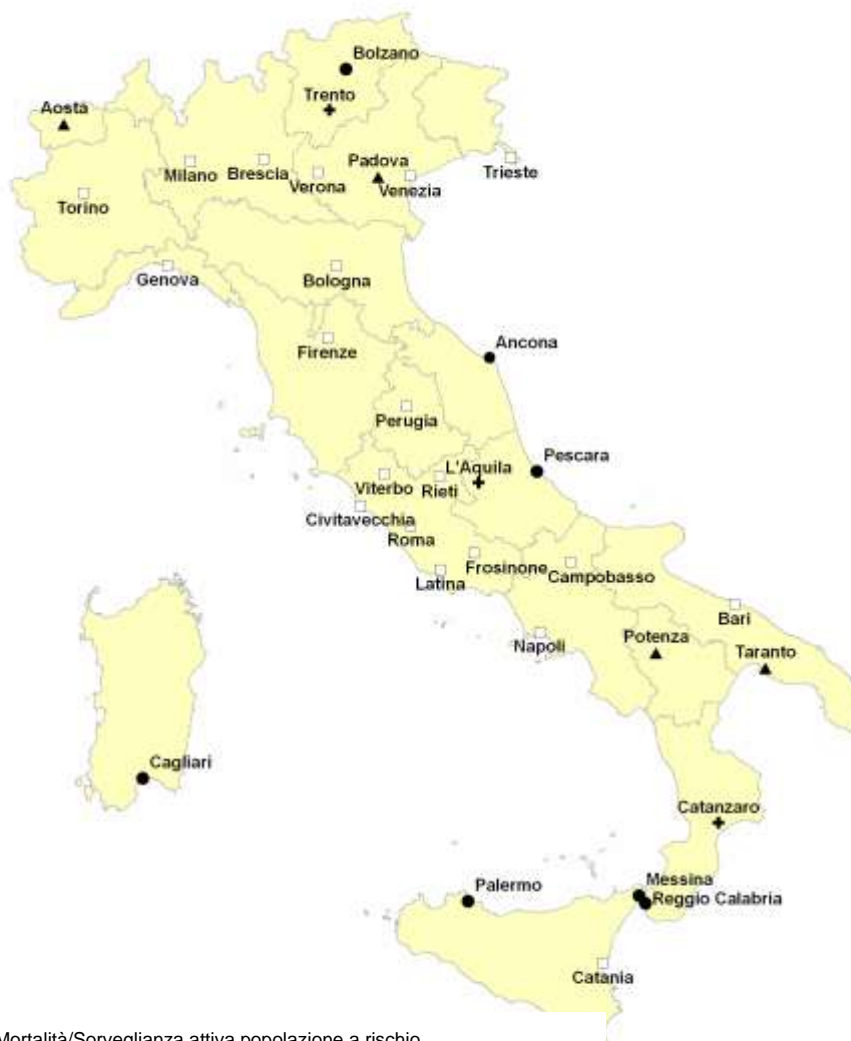 Bolzano
Trento
Aosta
Padova
Milano
Brescia
Verona
Venezia
Trieste
Torino
Genova
Bologna
Firenze
Ancona
Perugia
L'Aquila
Pescara
Viterbo
Rieti
Civitavecchia
Roma
Frosinone
Latina
Campobasso
Bari
Napoli
Potenza
Taranto
Cagliari
Catanzaro
Messina
Palermo
Reggio Calabria
Catania
Mortalità/Sorveglianza attiva popolazione a rischio